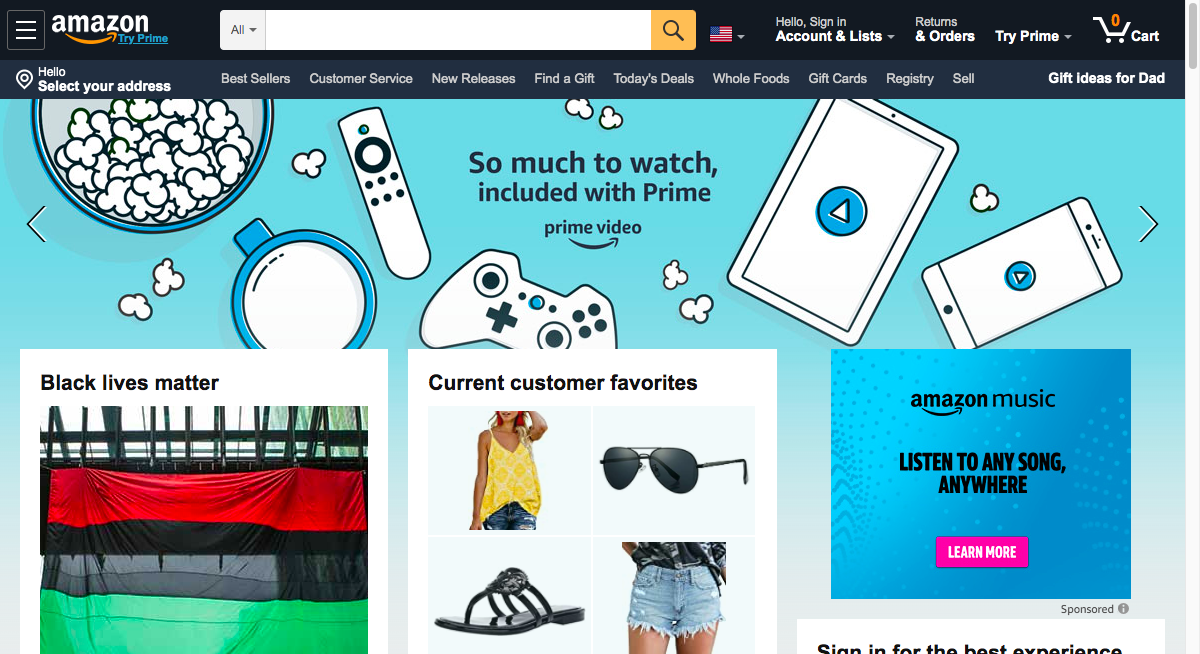 amazon
Try Prime
All
Hello, Sign in
Account & Lists
Returns
& Orders
Try Prime
0
Cart
Hello
Select your address
Best Sellers
Customer Service
New Releases
Find a Gift
Today's Deals
Whole Foods
Gift Cards
Registry
Sell
Gift ideas for Dad
So much to watch,
included with Prime
prime video
Black lives matter
Current customer favorites
amazon music
LISTEN TO ANY SONG,
ANYWHERE
LEARN MORE
Sponsored
Sign in for the best experience